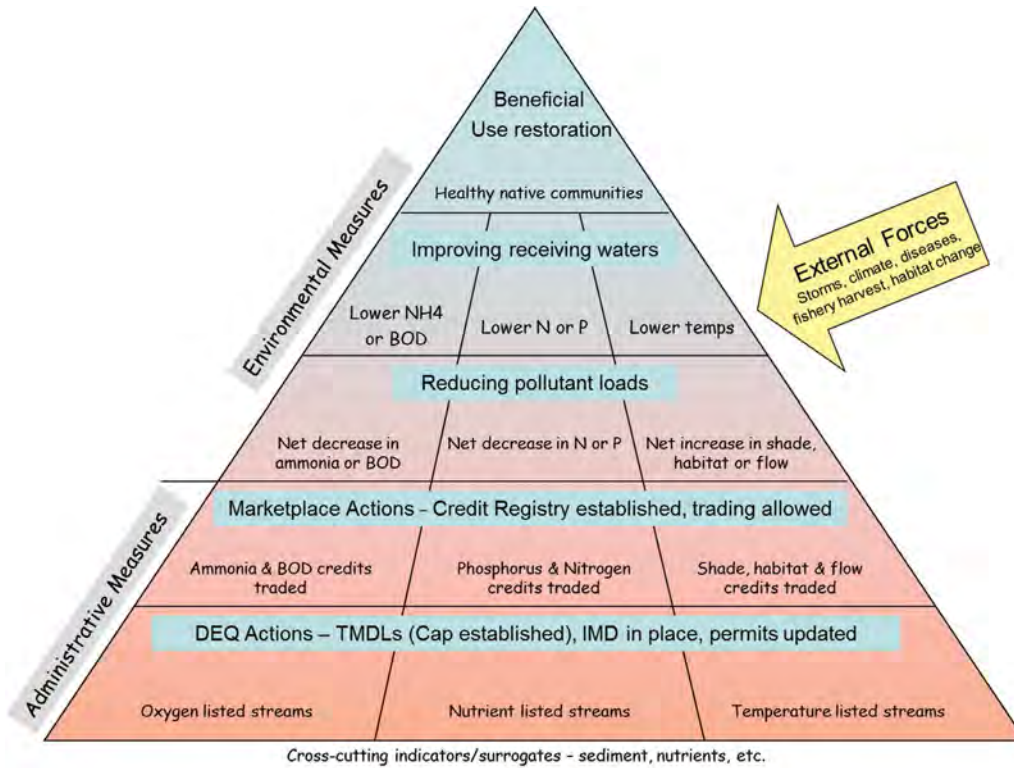 Beneficial
Use restoration
Healthy native communities
Environmental Measures
External Forces
Storms, climate, diseases,
fishery harvest, habitat change
Improving receiving waters
Lower NH4
or BOD
Lower N or P
Lower temps
Reducing pollutant loads
Net decrease in
ammonia or BOD
Net decrease in N or P
Net increase in shade,
habitat or flow
Administrative Measures
Marketplace Actions - Credit Registry established, trading allowed
Ammonia & BOD credits
traded
Phosphorus & Nitrogen
credits traded
Shade, habitat & flow
credits traded
DEQ Actions – TMDLs (Cap established), IMD in place, permits updated
Oxygen listed streams
Nutrient listed streams
Temperature listed streams
Cross-cutting indicators/surrogates - sediment, nutrients, etc.